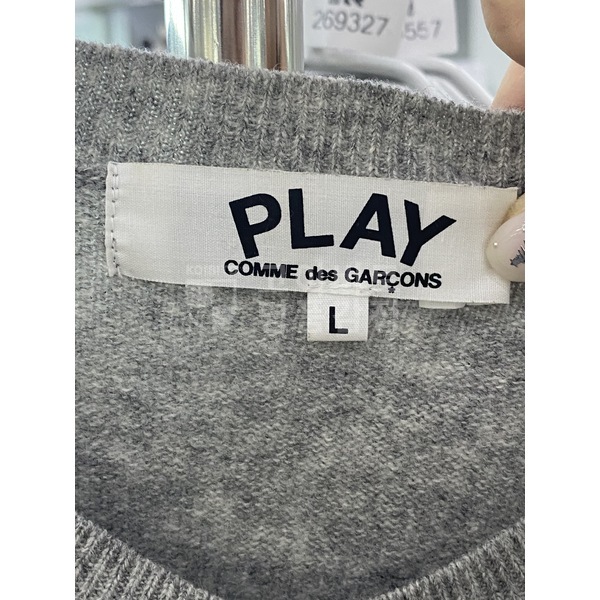 269327
557
PLAY
COMME des GARÇONS
L